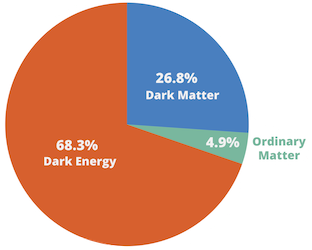 26.8%
Dark Matter
4.9%
Ordinary
Matter
68.3%
Dark Energy